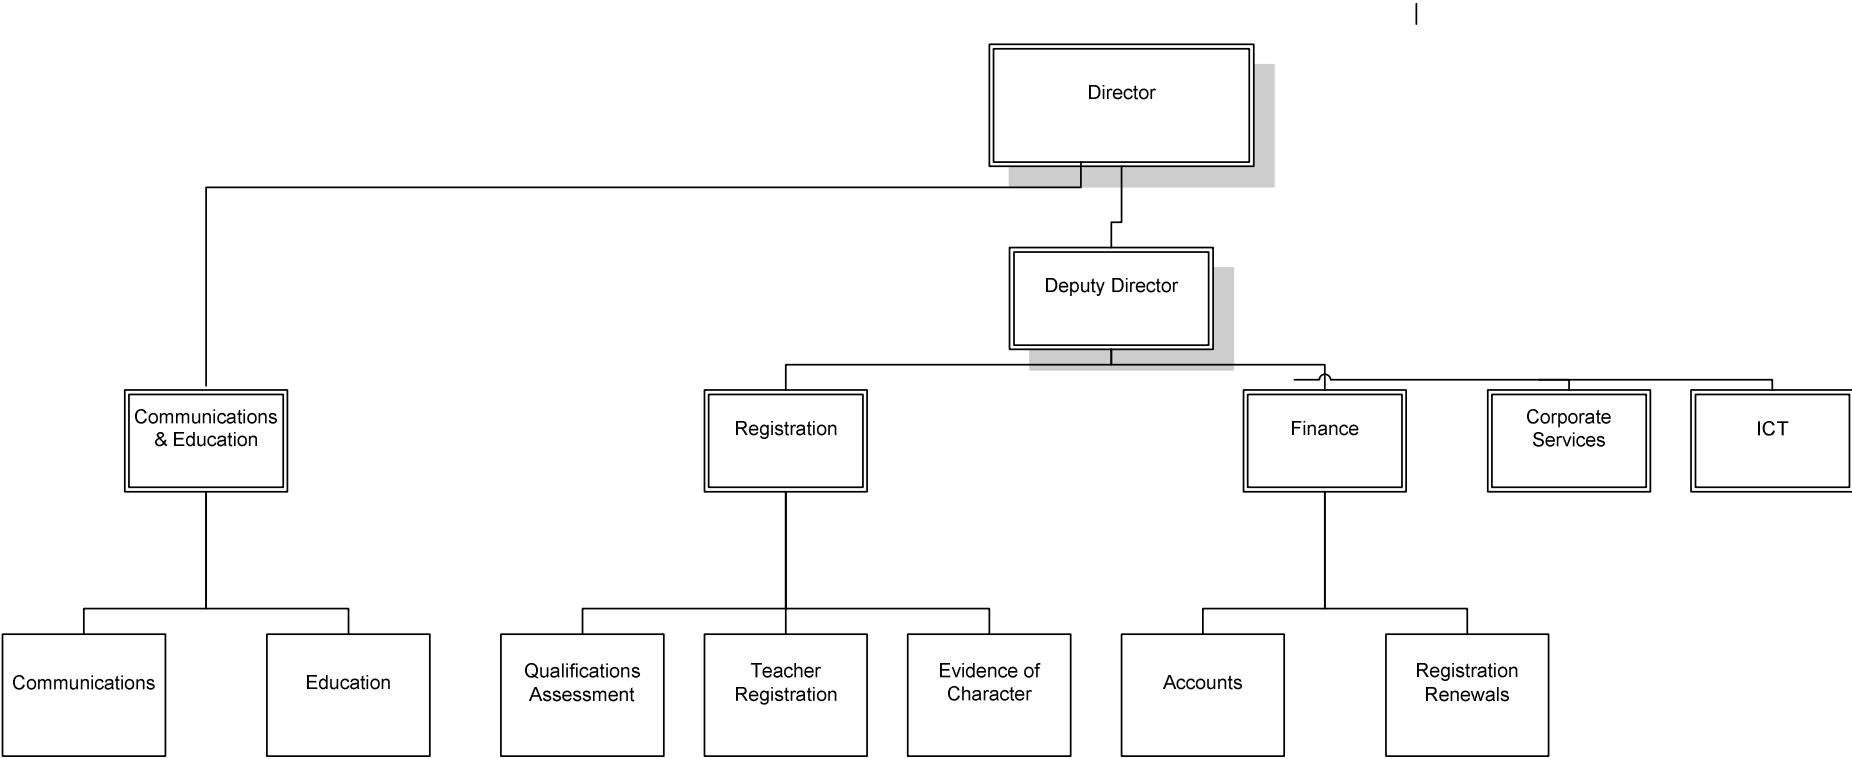 Director
Deputy Director
Communications
& Education
Registration
Finance
Corporate
Services
ICT
Communications
Education
Qualifications
Assessment
Teacher
Registration
Evidence of
Character
Accounts
Registration
Renewals